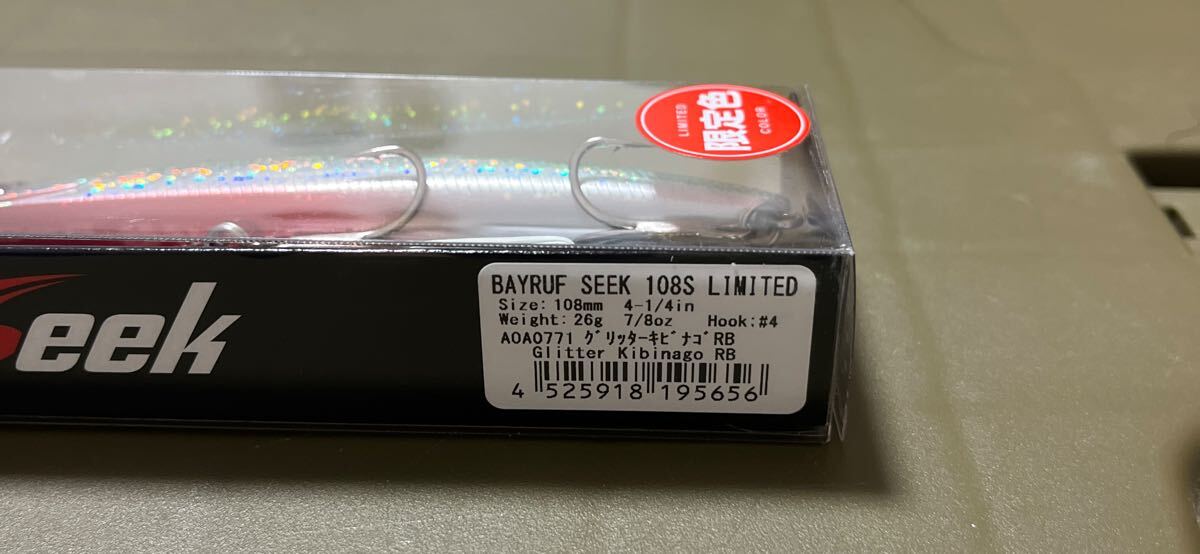 LIMITED
限定色
COLOR
Seek
BAYRUF SEEK 108S LIMITED
Size: 108mm 4-1/4in
Weight: 26g 7/8oz Hook: #4
AOA0771 ｸﾞﾘｯﾀｰｷﾋﾞﾅｺﾞRB
Glitter Kibinago RB
4 525918 195656